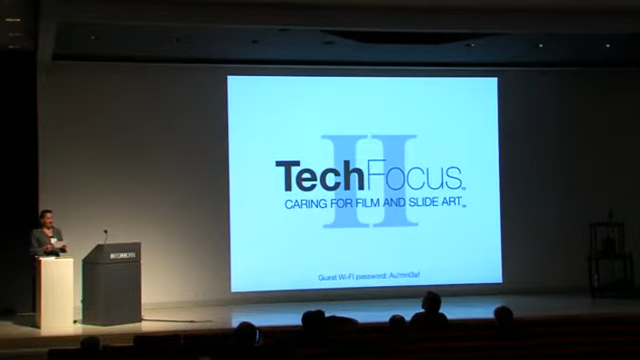 II
TechFocus
CARING FOR FILM AND SLIDE ART
Guest Wi-Fi password: